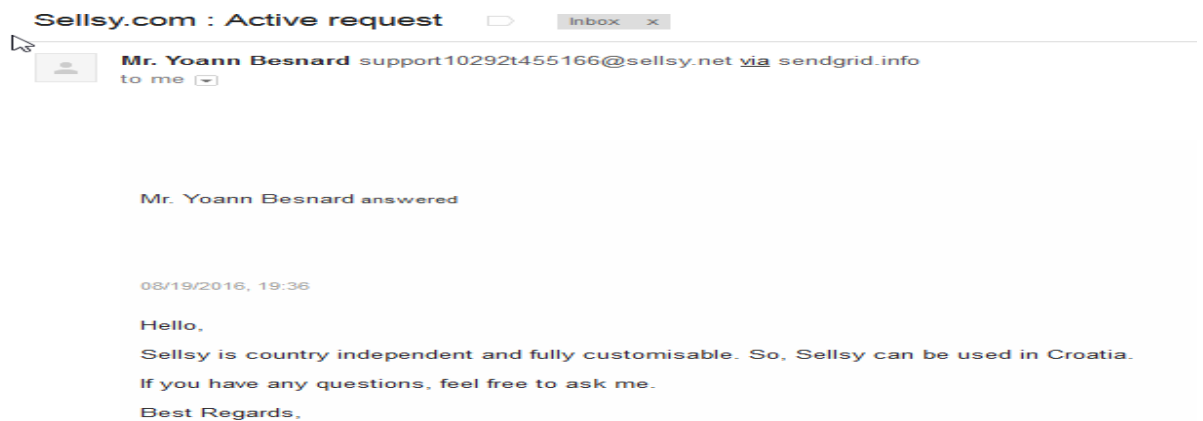 Sellsy.com : Active request Inbox x
Mr. Yoann Besnard support10292t455166@sellsy.net via sendgrid.info
to me
Mr. Yoann Besnard answered
08/19/2016, 19:36
Hello,
Sellsy is country independent and fully customisable. So, Sellsy can be used in Croatia.
If you have any questions, feel free to ask me.
Best Regards,